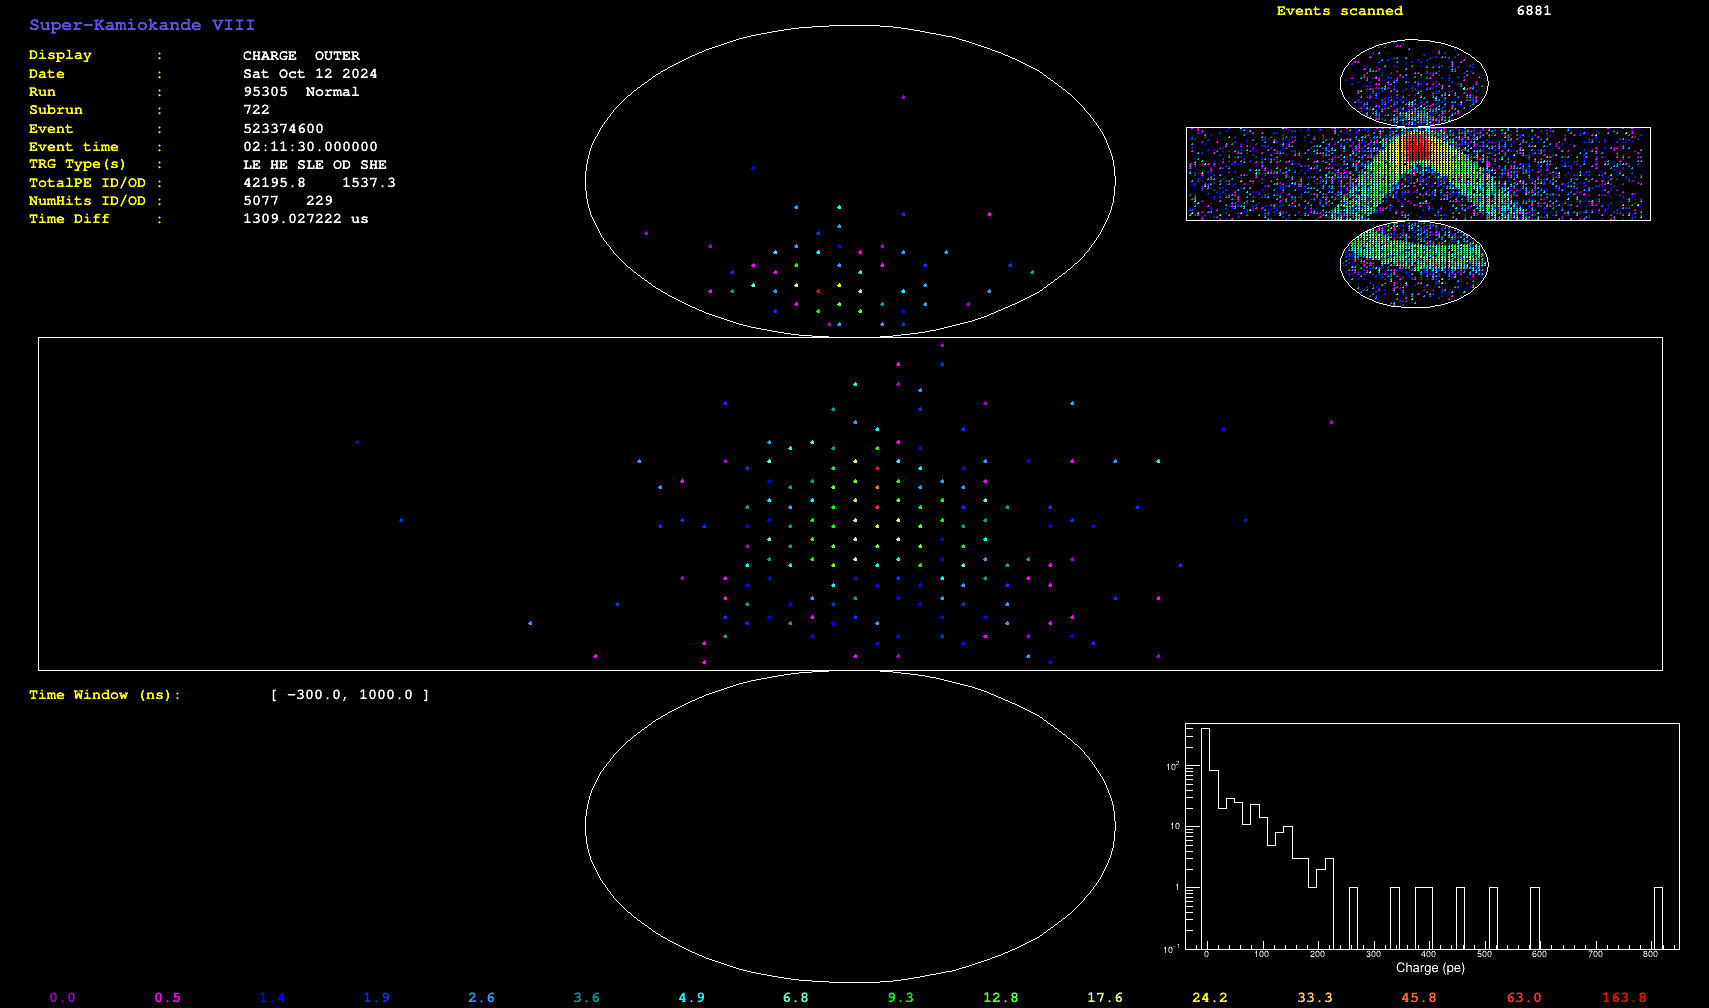 Super-Kamiokande VIII
Display : CHARGE OUTER
Date : Sat Oct 12 2024
Run : 95305 Normal
Subrun : 722
Event : 523374600
Event time : 02:11:30.000000
TRG Type(s) : LE HE SLE OD SHE
TotalPE ID/OD : 42195.8 1537.3
NumHits ID/OD : 5077 229
Time Diff : 1309.027222 us
Events scanned 6881
Time Window (ns): [ -300.0, 1000.0 ]
10²
10
1
10⁻¹
0 100 200 300 400 500 600 700 800
Charge (pe)
0.0 0.5 1.4 1.9 2.6 3.6 4.9 6.8 9.3 12.8 17.6 24.2 33.3 45.8 63.0 163.8